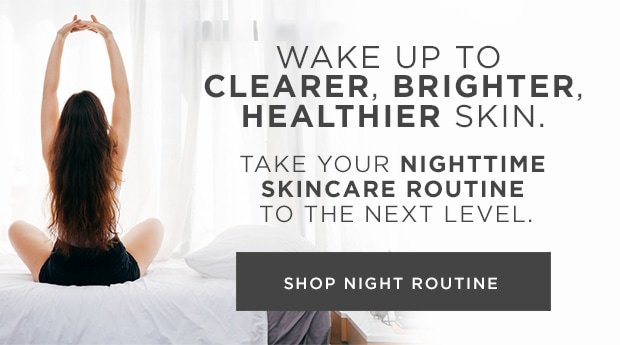 WAKE UP TO
CLEARER, BRIGHTER,
HEALTHIER SKIN.
TAKE YOUR NIGHTTIME
SKINCARE ROUTINE
TO THE NEXT LEVEL.
SHOP NIGHT ROUTINE